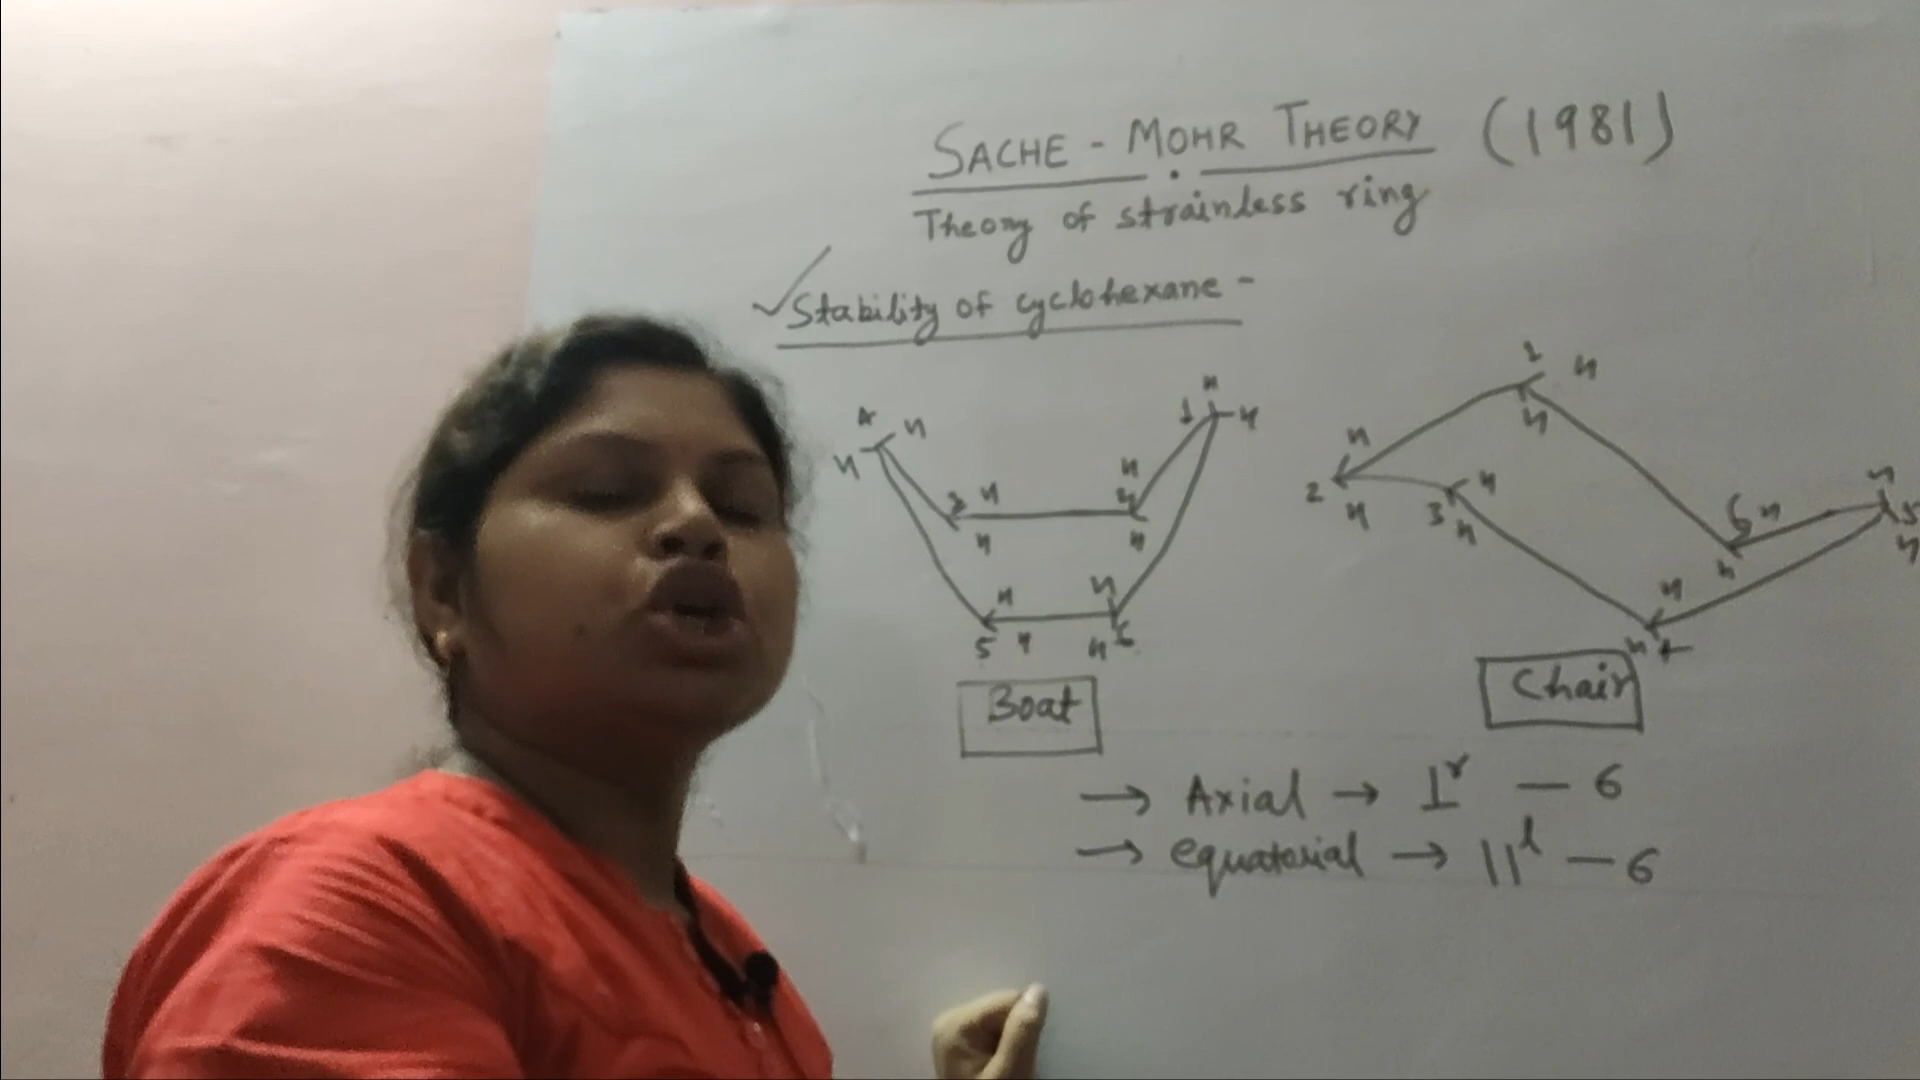 SACHE - MOHR THEORY (1981)
Theory of strainless ring
✓ Stability of cyclohexane -
Boat
Chair
→ Axial → ⊥r — 6
→ equatorial → ||l — 6